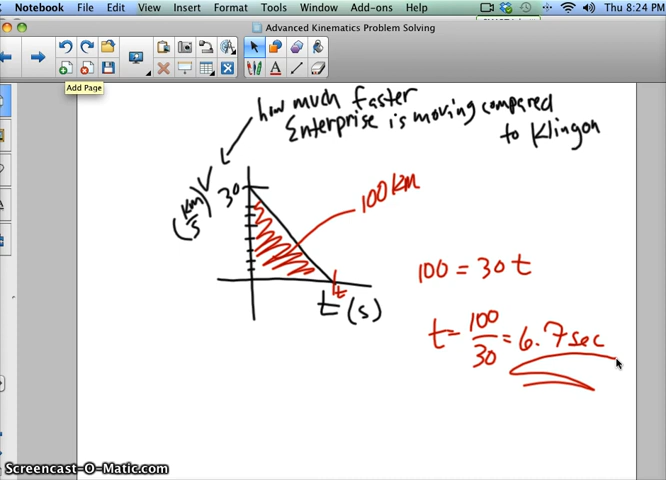 Notebook File Edit View Insert Format Tools Window Add-ons Help Thu 8:24 PM
Advanced Kinematics Problem Solving
Add Page
how much faster
Enterprise is moving compared
to Klingon
V
(km/s)
30
100 km
t
t (s)
100 = 30 t
t = 100/30 = 6.7 sec
Screencast-O-Matic.com